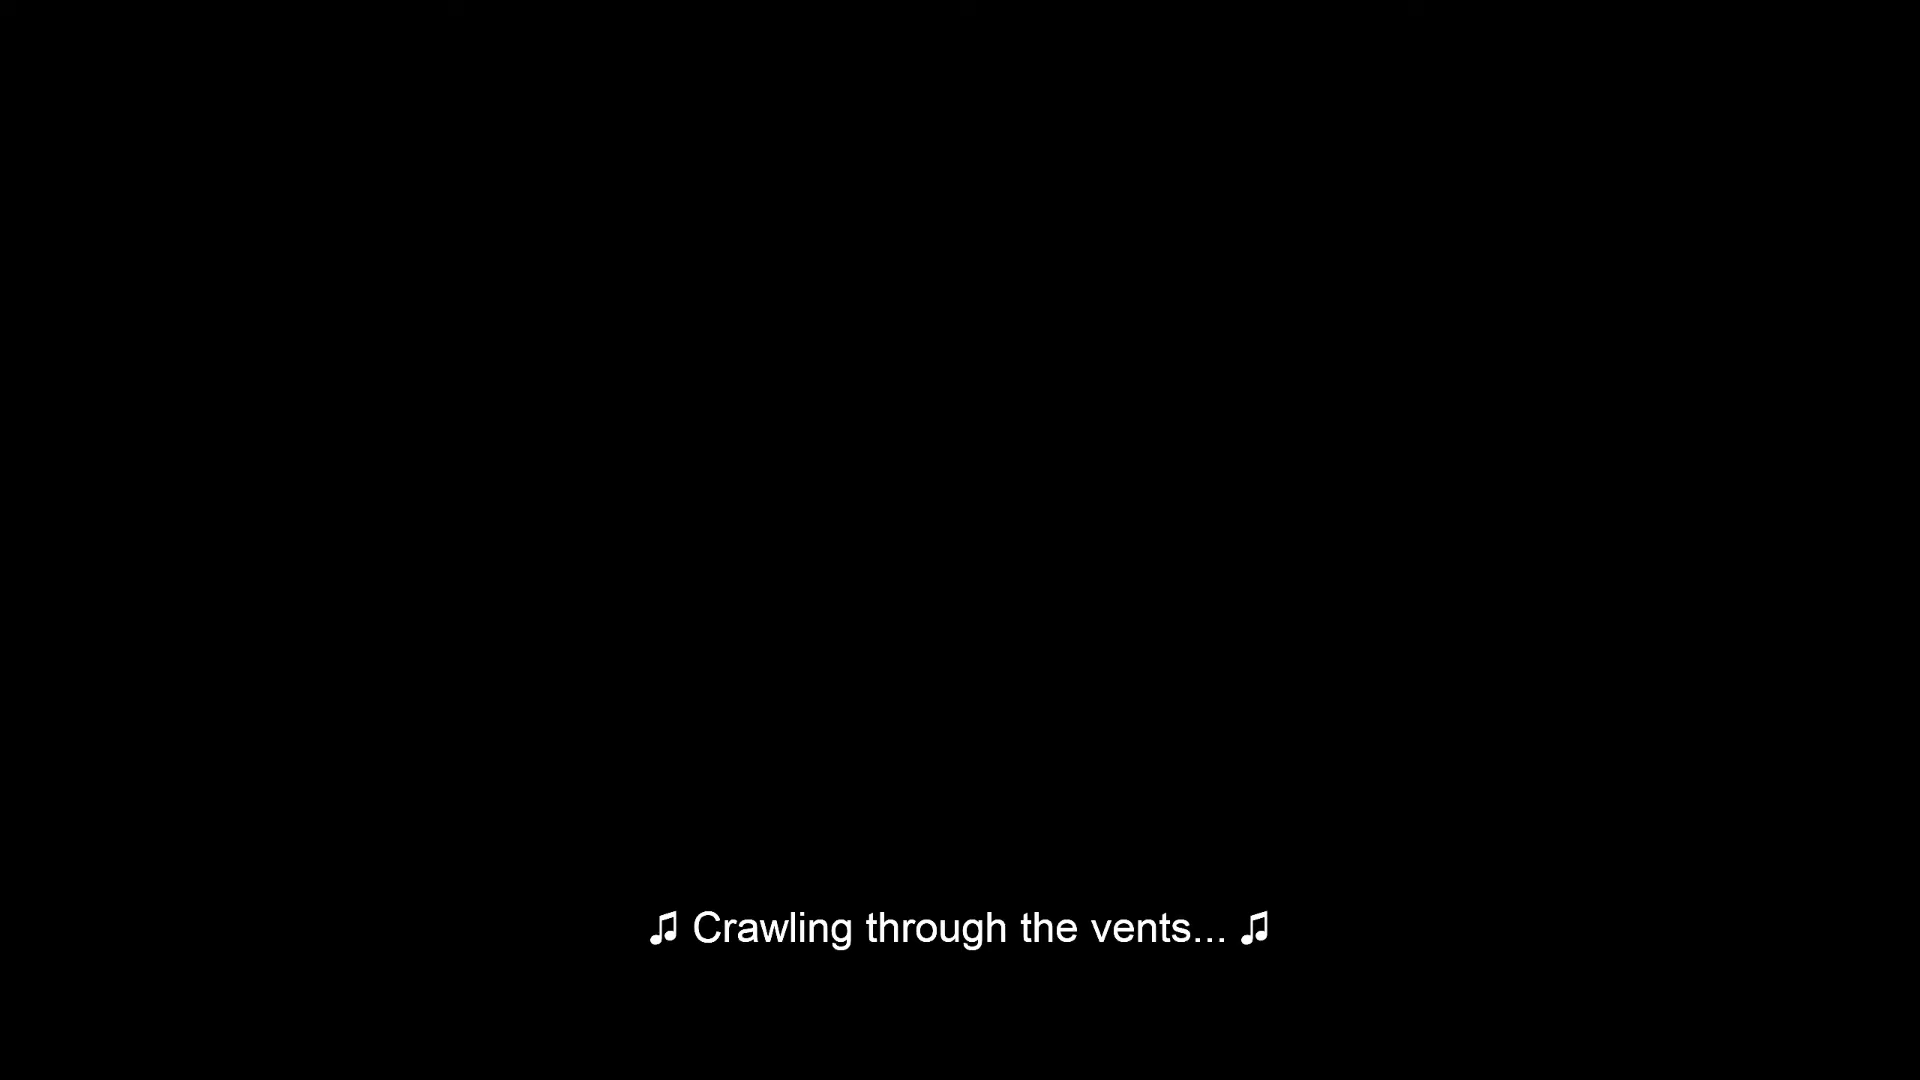 ♫ Crawling through the vents... ♫